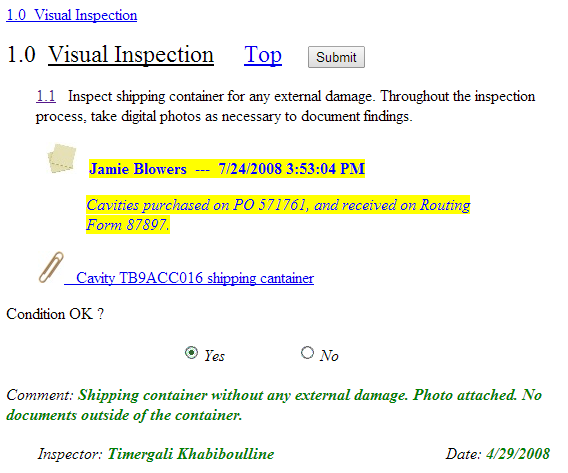 1.0 Visual Inspection
1.0 Visual Inspection Top Submit
1.1 Inspect shipping container for any external damage. Throughout the inspection
process, take digital photos as necessary to document findings.
Jamie Blowers --- 7/24/2008 3:53:04 PM
Cavities purchased on PO 571761, and received on Routing
Form 87897.
Cavity TB9ACC016 shipping cantainer
Condition OK ?
Yes No
Comment: Shipping container without any external damage. Photo attached. No
documents outside of the container.
Inspector: Timergali Khabiboulline Date: 4/29/2008